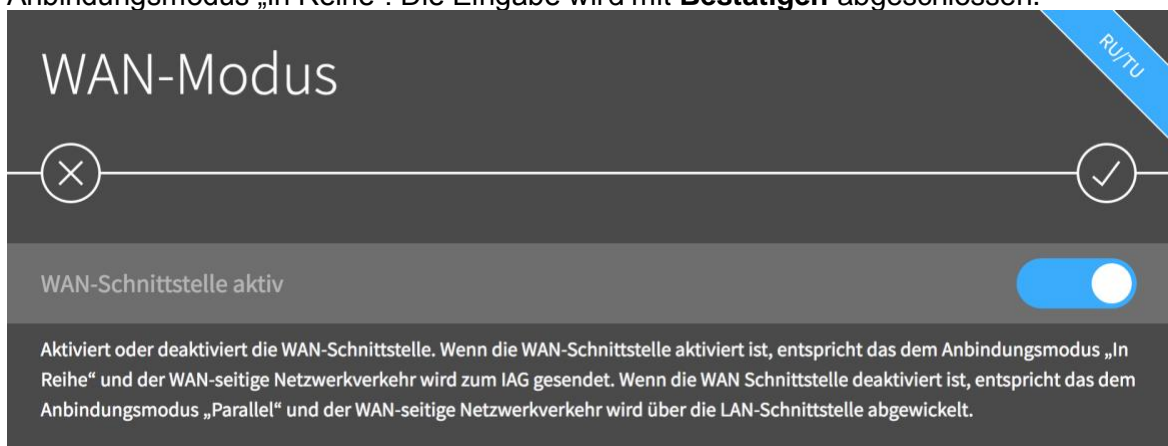 Anbindungsmodus „In Reihe“. Die Eingabe wird mit Bestätigen abgeschlossen.
WAN-Modus
RU/TU
WAN-Schnittstelle aktiv
Aktiviert oder deaktiviert die WAN-Schnittstelle. Wenn die WAN-Schnittstelle aktiviert ist, entspricht das dem Anbindungsmodus „In
Reihe“ und der WAN-seitige Netzwerkverkehr wird zum IAG gesendet. Wenn die WAN Schnittstelle deaktiviert ist, entspricht das dem
Anbindungsmodus „Parallel“ und der WAN-seitige Netzwerkverkehr wird über die LAN-Schnittstelle abgewickelt.